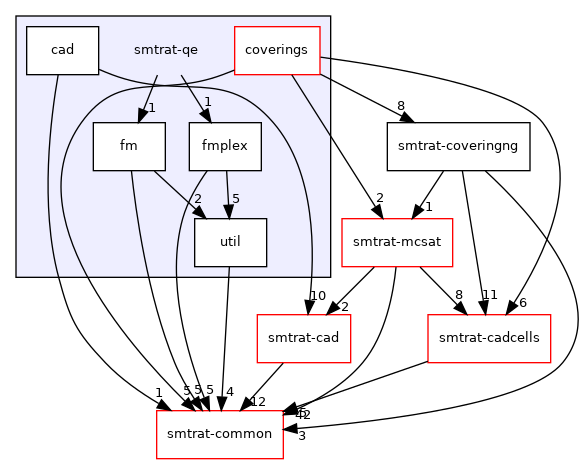 cad
smtrat-qe
coverings
1
1
8
fm
fmplex
smtrat-coveringng
2
5
2
1
util
smtrat-mcsat
10
2
8
11
6
smtrat-cad
smtrat-cadcells
1
5
5
5
4
12
3
smtrat-common